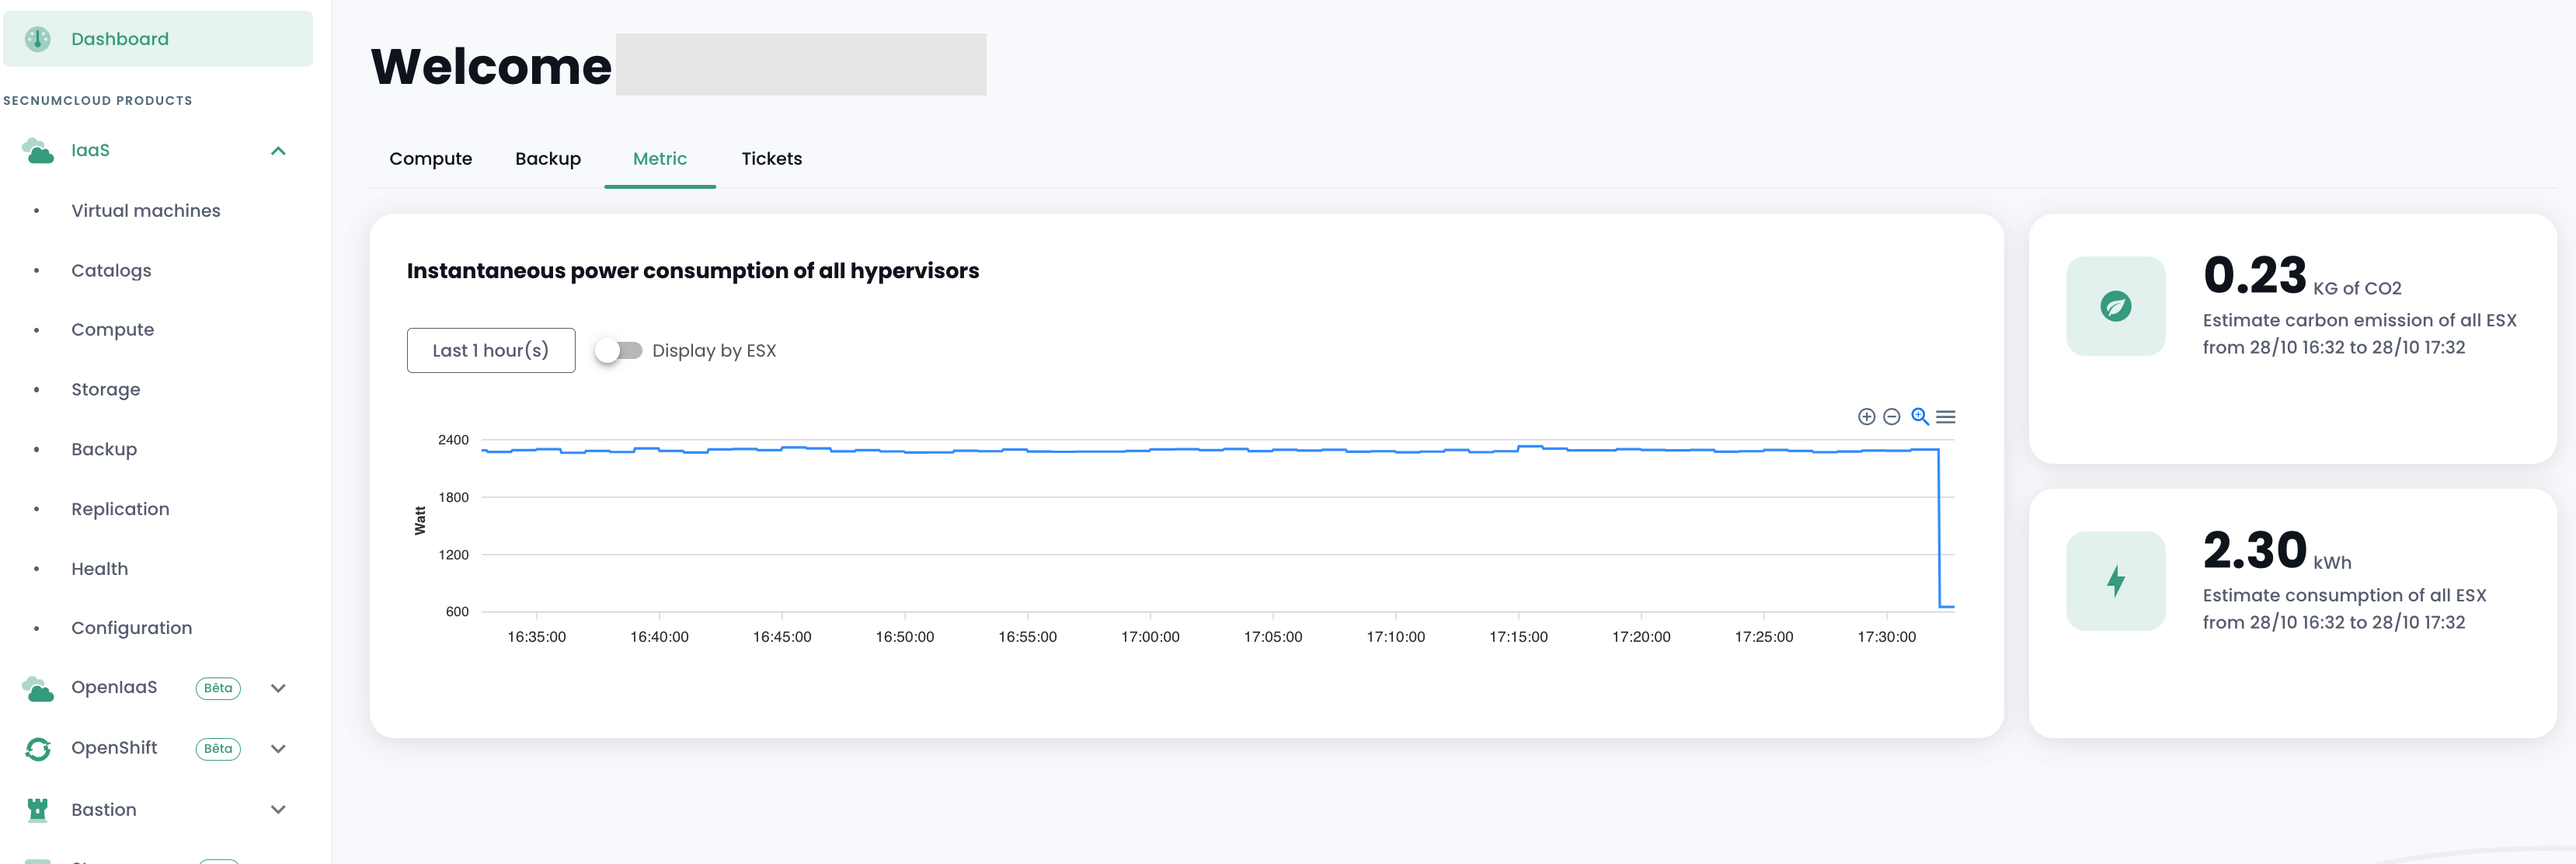 Dashboard
SECNUMCLOUD PRODUCTS
IaaS
Virtual machines
Catalogs
Compute
Storage
Backup
Replication
Health
Configuration
OpenIaaS Bêta
OpenShift Bêta
Bastion
Welcome
Compute Backup Metric Tickets
Instantaneous power consumption of all hypervisors
Last 1 hour(s) Display by ESX
2400
1800
1200
600
Watt
16:35:00 16:40:00 16:45:00 16:50:00 16:55:00 17:00:00 17:05:00 17:10:00 17:15:00 17:20:00 17:25:00 17:30:00
0.23 KG of CO2
Estimate carbon emission of all ESX
from 28/10 16:32 to 28/10 17:32
2.30 kWh
Estimate consumption of all ESX
from 28/10 16:32 to 28/10 17:32